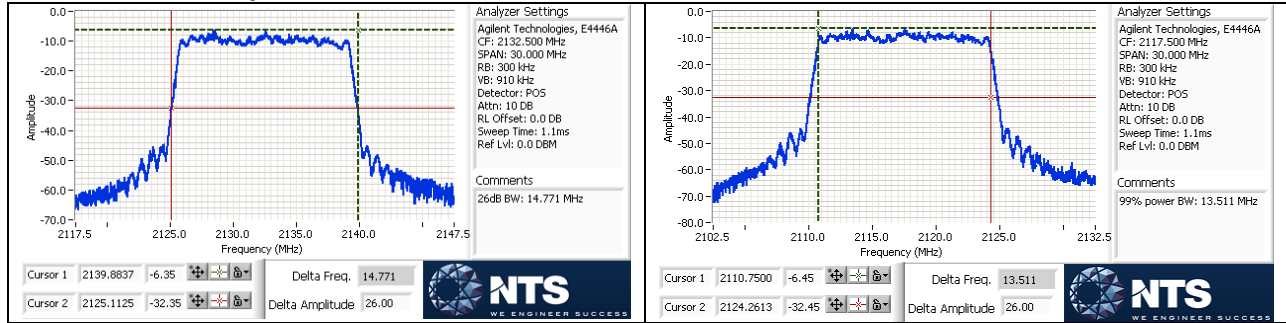 0.0
-10.0
-20.0
-30.0
-40.0
-50.0
-60.0
-70.0
Amplitude
2117.5 2125.0 2130.0 2135.0 2140.0 2147.5
Frequency (MHz)
Analyzer Settings
Agilent Technologies, E4446A
CF: 2132.500 MHz
SPAN: 30.000 MHz
RB: 300 kHz
VB: 910 kHz
Detector: POS
Attn: 10 DB
RL Offset: 0.0 DB
Sweep Time: 1.1ms
Ref Lvl: 0.0 DBM
Comments
26dB BW: 14.771 MHz
Cursor 1 2139.8837 -6.35
Cursor 2 2125.1125 -32.35
Delta Freq. 14.771
Delta Amplitude 26.00
NTS
WE ENGINEER SUCCESS
0.0
-10.0
-20.0
-30.0
-40.0
-50.0
-60.0
-70.0
-80.0
Amplitude
2102.5 2110.0 2115.0 2120.0 2125.0 2132.5
Frequency (MHz)
Analyzer Settings
Agilent Technologies, E4446A
CF: 2117.500 MHz
SPAN: 30.000 MHz
RB: 300 kHz
VB: 910 kHz
Detector: POS
Attn: 10 DB
RL Offset: 0.0 DB
Sweep Time: 1.1ms
Ref Lvl: 0.0 DBM
Comments
99% power BW: 13.511 MHz
Cursor 1 2110.7500 -6.45
Cursor 2 2124.2613 -32.45
Delta Freq. 13.511
Delta Amplitude 26.00
NTS
WE ENGINEER SUCCESS